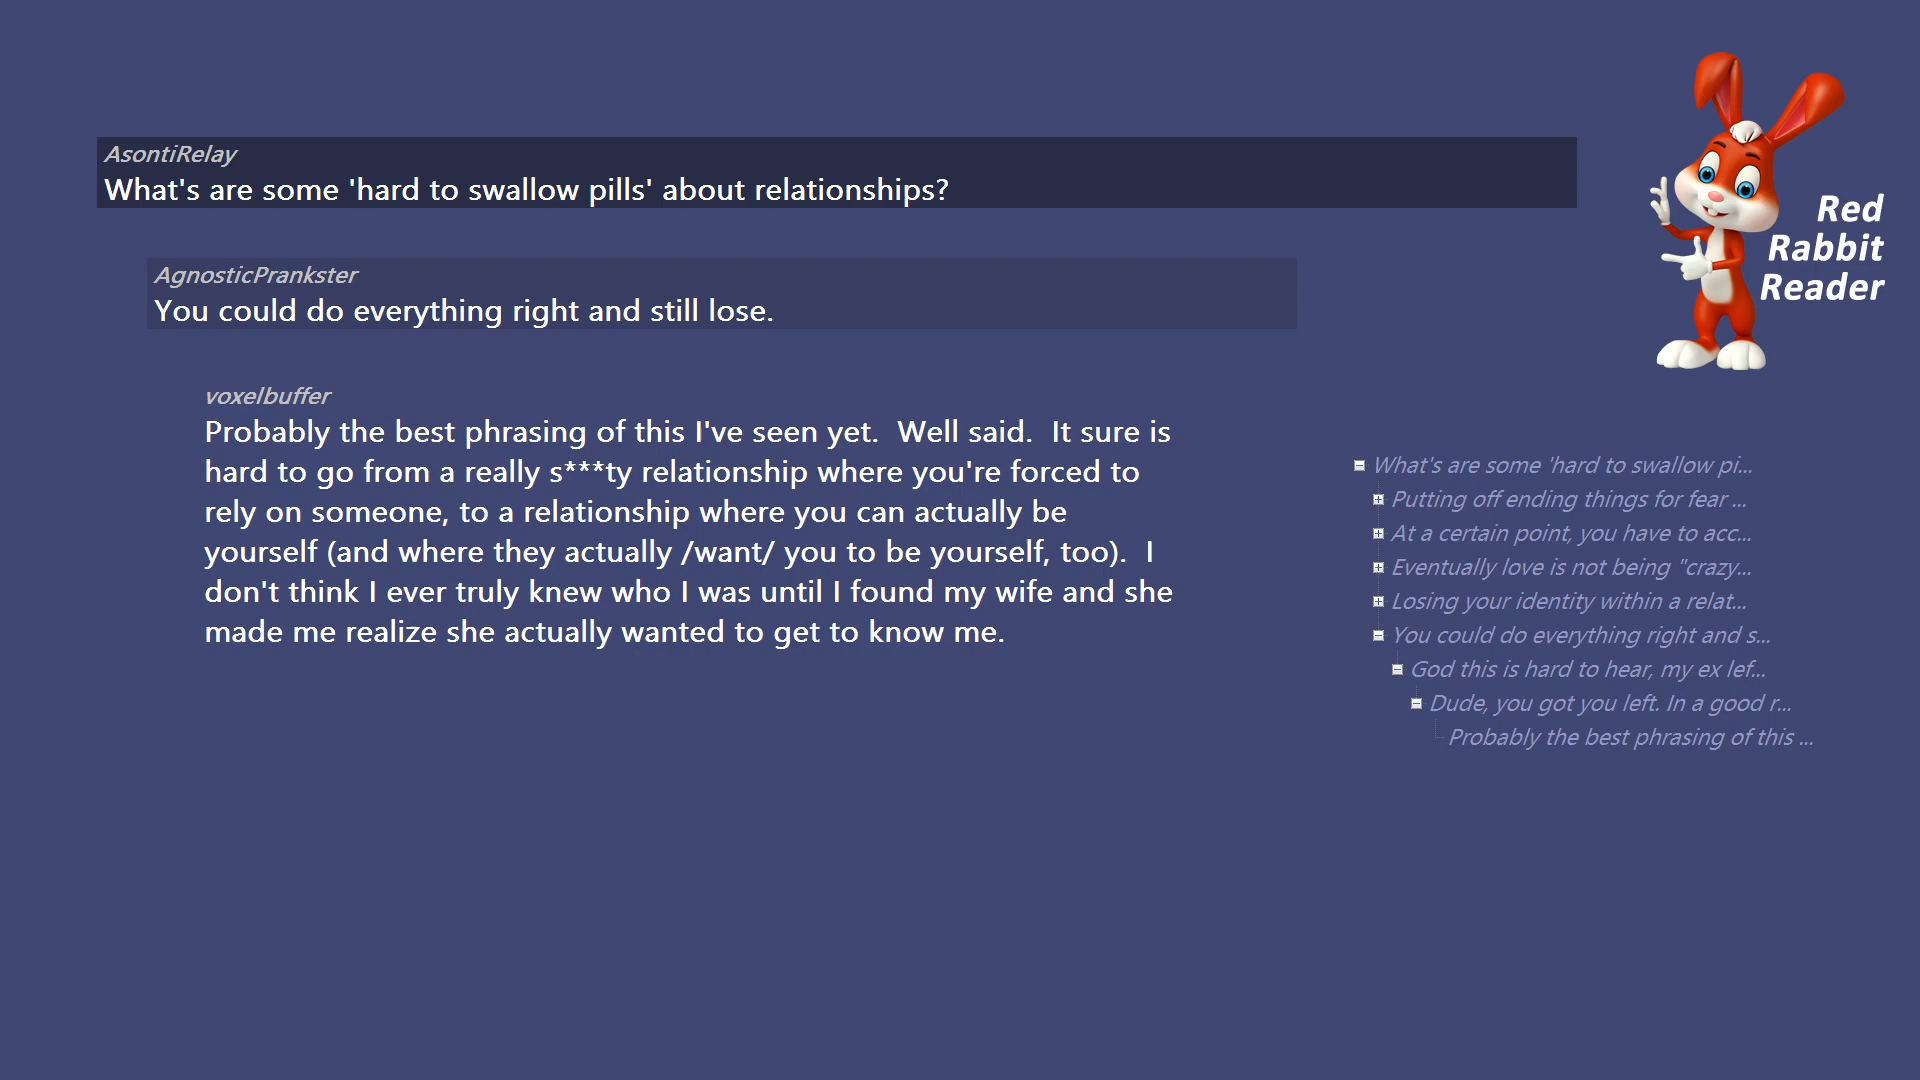 AsontiRelay
What's are some 'hard to swallow pills' about relationships?
AgnosticPrankster
You could do everything right and still lose.
voxelbuffer
Probably the best phrasing of this I've seen yet.  Well said.  It sure is
hard to go from a really s***ty relationship where you're forced to
rely on someone, to a relationship where you can actually be
yourself (and where they actually /want/ you to be yourself, too).  I
don't think I ever truly knew who I was until I found my wife and she
made me realize she actually wanted to get to know me.
Red
Rabbit
Reader
What's are some 'hard to swallow pi...
Putting off ending things for fear ...
At a certain point, you have to acc...
Eventually love is not being "crazy...
Losing your identity within a relat...
You could do everything right and s...
God this is hard to hear, my ex lef...
Dude, you got you left. In a good r...
Probably the best phrasing of this ...